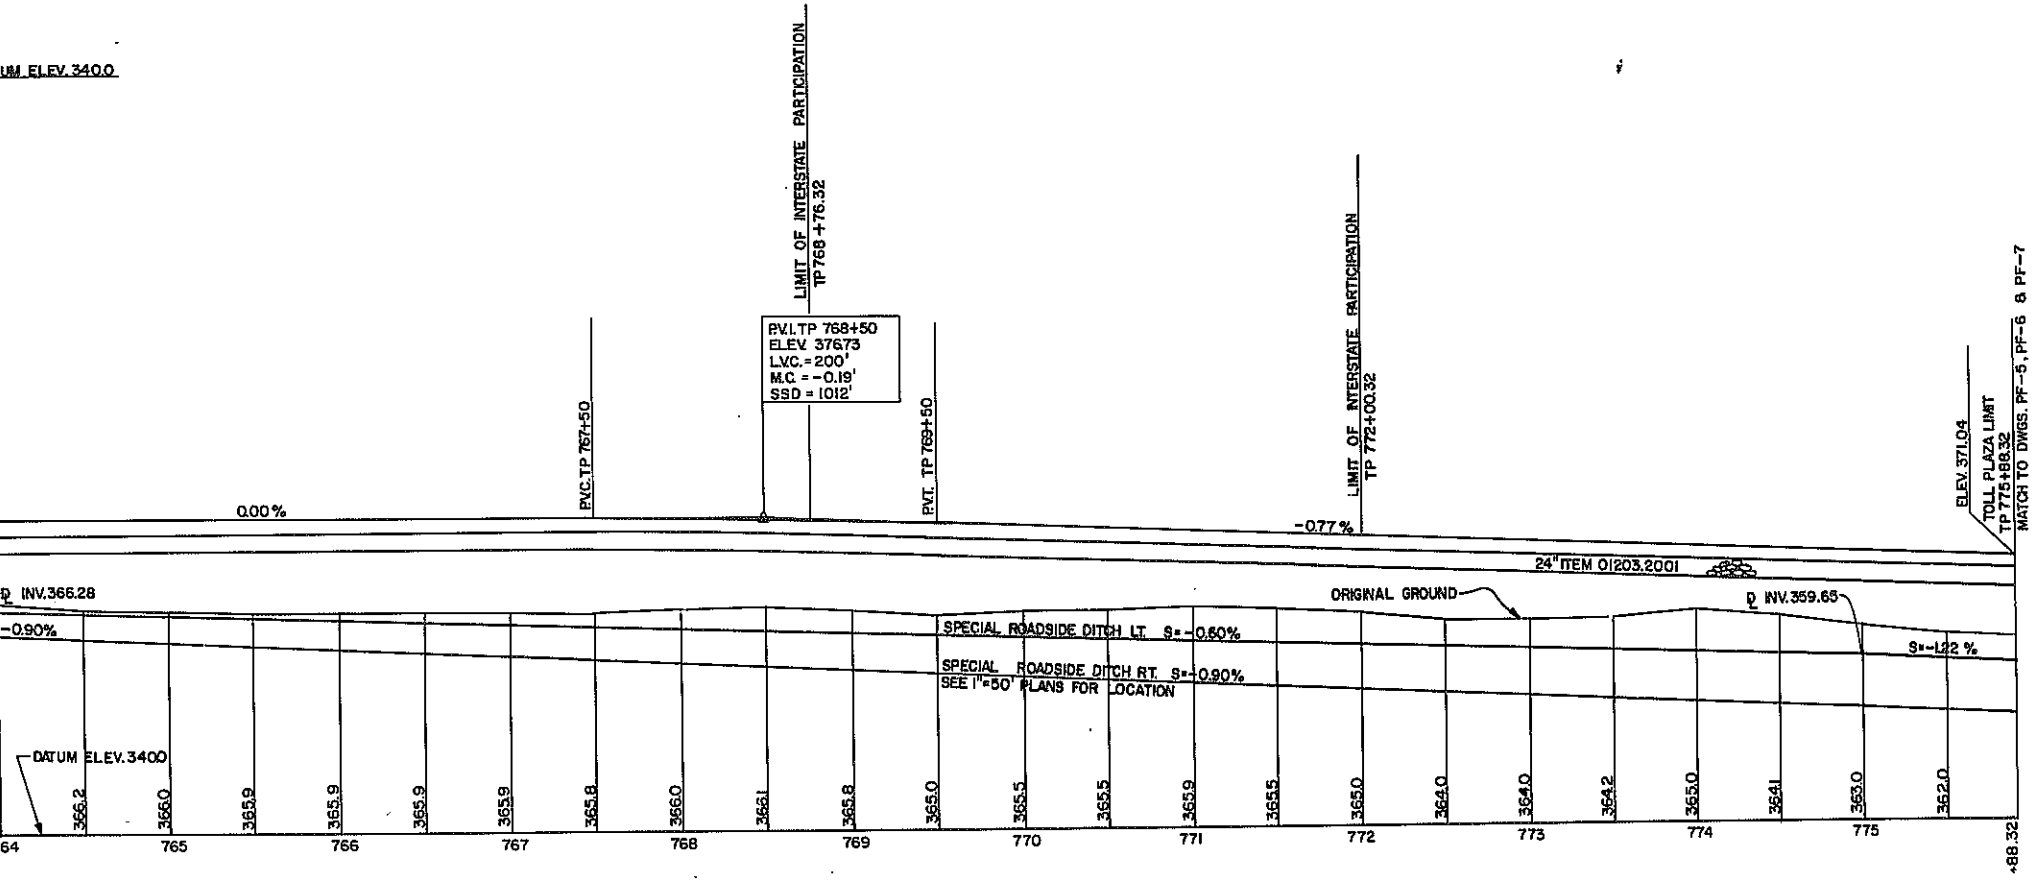 UM ELEV. 340.0
LIMIT OF INTERSTATE PARTICIPATION
TP 768+76.32
P.V.I. TP 768+50
ELEV. 376.73
L.V.C. = 200'
M.C. = -0.19'
SSD = 1012'
P.V.C. TP 767+50
P.V.T. TP 769+50
LIMIT OF INTERSTATE PARTICIPATION
TP 772+00.32
ELEV. 371.04
TOLL PLAZA LIMIT
TP 775+88.32
MATCH TO DWGS. PF-5, PF-6 & PF-7
0.00 %
-0.77 %
24" ITEM 01203.2001
℄ INV. 366.28
ORIGINAL GROUND
℄ INV. 359.65
-0.90%
SPECIAL ROADSIDE DITCH LT. S=-0.60%
S=-1.22 %
SPECIAL ROADSIDE DITCH RT. S=-0.90%
SEE 1"=50' PLANS FOR LOCATION
DATUM ELEV. 340.0
366.2 366.0 365.9 365.9 365.9 365.9 365.8 366.0 366.1 365.8 365.0 365.5 365.5 365.9 365.5 365.0 364.0 364.0 364.2 365.0 364.1 363.0 362.0
64 765 766 767 768 769 770 771 772 773 774 775 +88.32